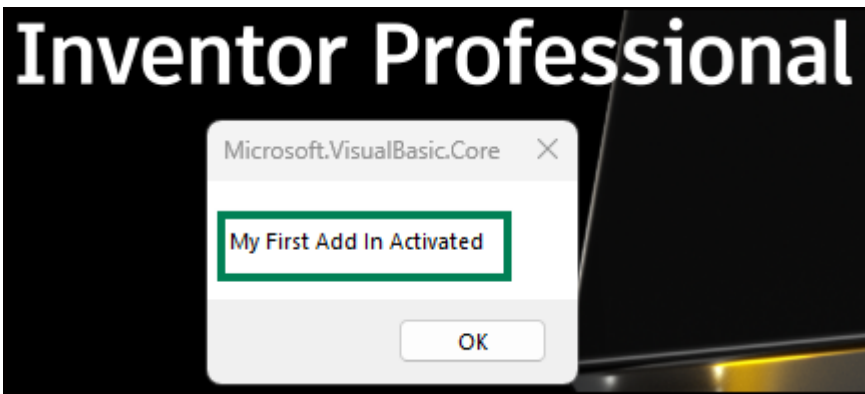 Inventor Professional
Microsoft.VisualBasic.Core
My First Add In Activated
OK